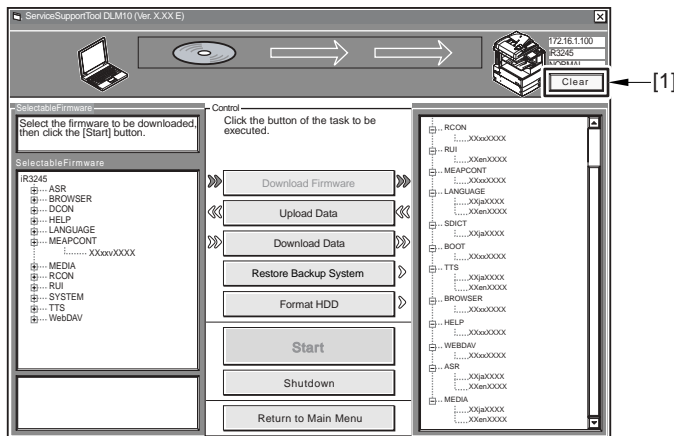 ServiceSupportTool DLM10 (Ver. X.XX E)
172.16.1.100
iR3245
NORMAL
Clear
[1]
SelectableFirmware
Select the firmware to be downloaded,
then click the [Start] button.
SelectableFirmware
iR3245
ASR
BROWSER
DCON
HELP
LANGUAGE
MEAPCONT
XXxxvXXXX
MEDIA
RCON
RUI
SYSTEM
TTS
WebDAV
Control
Click the button of the task to be
executed.
Download Firmware
Upload Data
Download Data
Restore Backup System
Format HDD
Start
Shutdown
Return to Main Menu
RCON
XXxxXXXX
RUI
XXenXXXX
MEAPCONT
XXxxXXXX
LANGUAGE
XXjaXXXX
XXenXXXX
SDICT
XXjaXXXX
BOOT
XXxxXXXX
TTS
XXjaXXXX
XXenXXXX
BROWSER
XXxxXXXX
HELP
XXxxXXXX
WEBDAV
XXxxXXXX
ASR
XXjaXXXX
XXenXXXX
MEDIA
XXjaXXXX
XXenXXXX